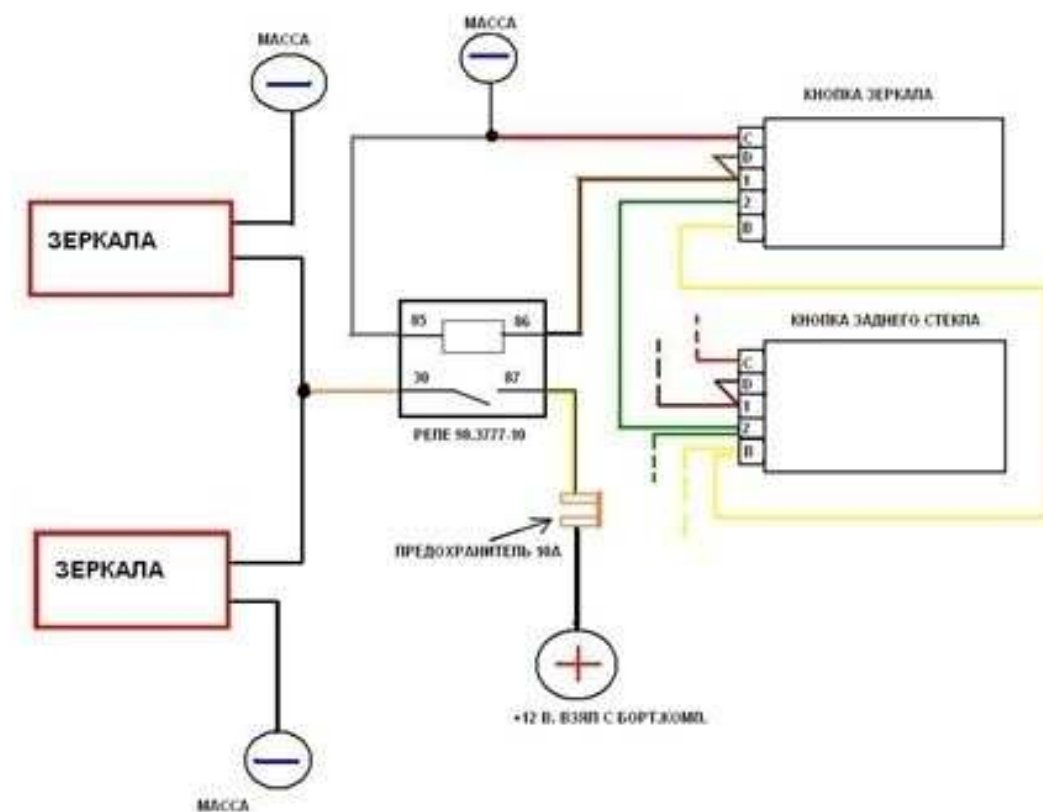 МАССА
МАССА
КНОПКА ЗЕРКАЛА
C
D
1
2
B
ЗЕРКАЛА
85
86
30
87
РЕЛЕ 90.3777-10
КНОПКА ЗАДНЕГО СТЕКЛА
C
D
1
2
B
ПРЕДОХРАНИТЕЛЬ 10А
ЗЕРКАЛА
+12 В. ВЗЯЛ С БОРТ.КОМП.
МАССА